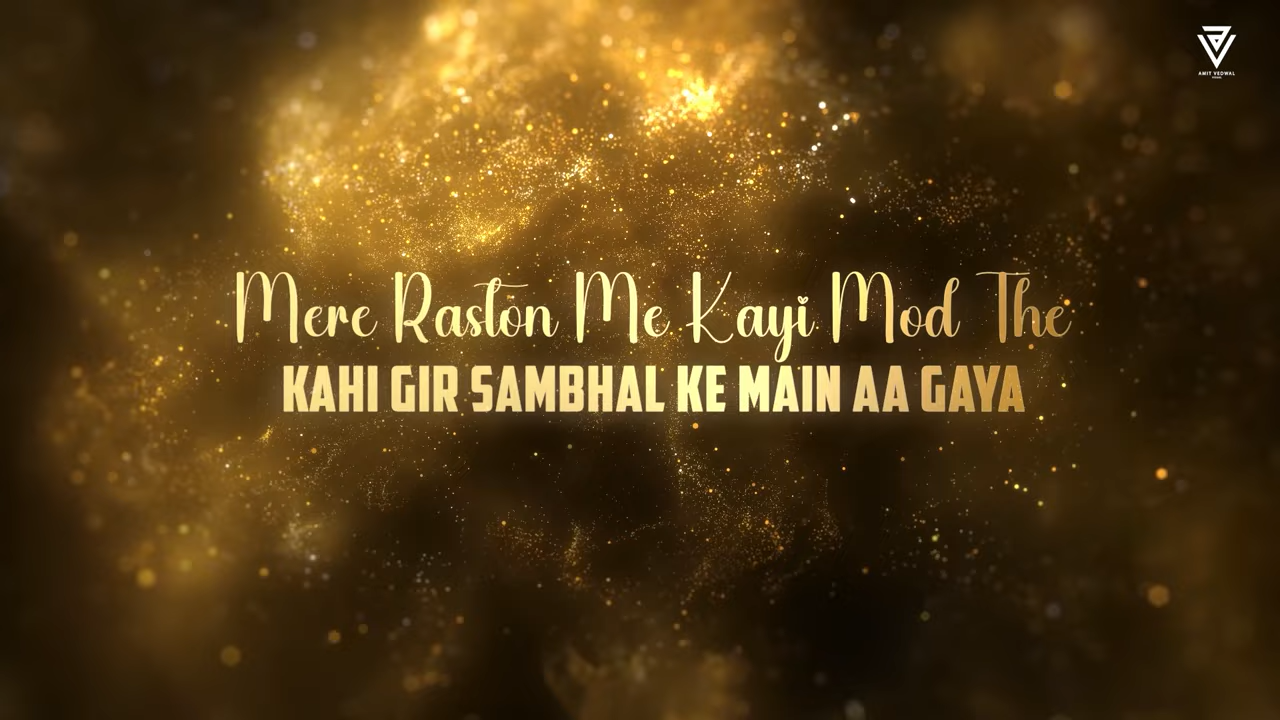 AMIT VEDWAL
Mere Raston Me Kayi Mod The
KAHI GIR SAMBHAL KE MAIN AA GAYA